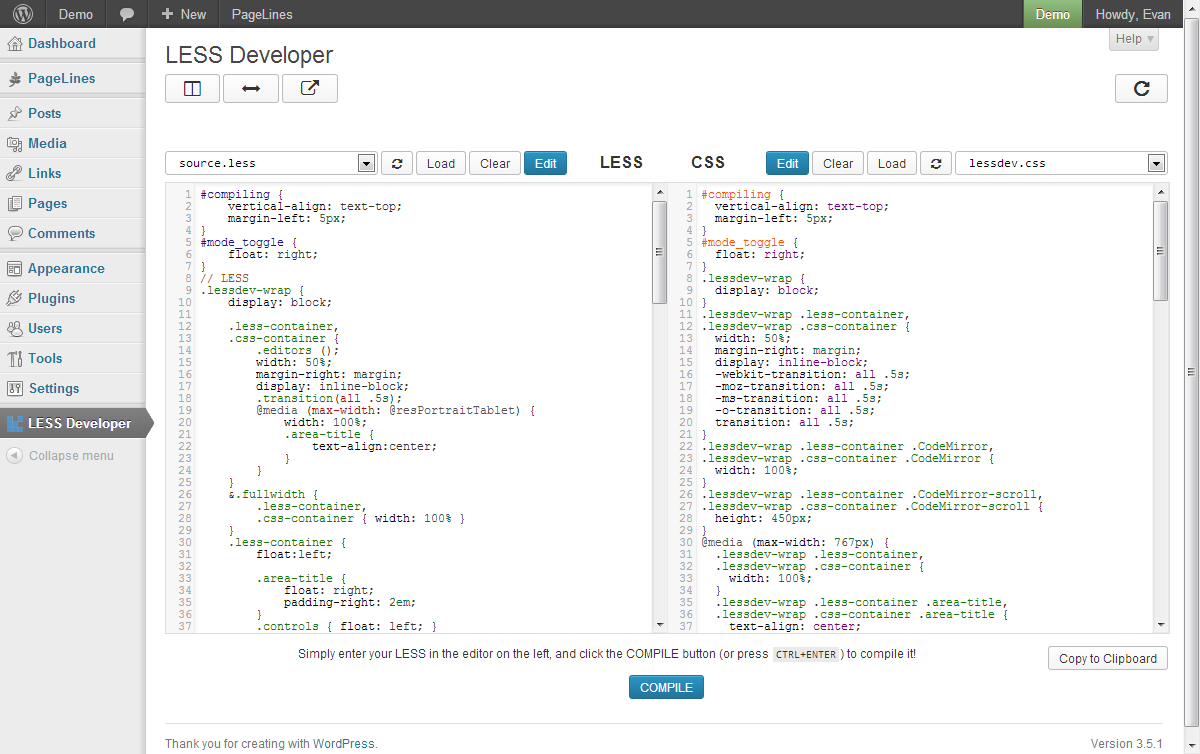 Demo
New
PageLines
Demo
Howdy, Evan
Dashboard
PageLines
Posts
Media
Links
Pages
Comments
Appearance
Plugins
Users
Tools
Settings
LESS Developer
Collapse menu
LESS Developer
Help
source.less
Load
Clear
Edit
LESS
CSS
Edit
Clear
Load
lessdev.css
1 #compiling {
2     vertical-align: text-top;
3     margin-left: 5px;
4 }
5 #mode_toggle {
6     float: right;
7 }
8 // LESS
9 .lessdev-wrap {
10     display: block;
11
12     .less-container,
13     .css-container {
14         .editors ();
15         width: 50%;
16         margin-right: margin;
17         display: inline-block;
18         .transition(all .5s);
19         @media (max-width: @resPortraitTablet) {
20             width: 100%;
21             .area-title {
22                 text-align:center;
23             }
24         }
25     }
26     &.fullwidth {
27         .less-container,
28         .css-container { width: 100% }
29     }
30     .less-container {
31         float:left;
32
33         .area-title {
34             float: right;
35             padding-right: 2em;
36         }
37         .controls { float: left; }
1 #compiling {
2   vertical-align: text-top;
3   margin-left: 5px;
4 }
5 #mode_toggle {
6   float: right;
7 }
8 .lessdev-wrap {
9   display: block;
10 }
11 .lessdev-wrap .less-container,
12 .lessdev-wrap .css-container {
13   width: 50%;
14   margin-right: margin;
15   display: inline-block;
16   -webkit-transition: all .5s;
17   -moz-transition: all .5s;
18   -ms-transition: all .5s;
19   -o-transition: all .5s;
20   transition: all .5s;
21 }
22 .lessdev-wrap .less-container .CodeMirror,
23 .lessdev-wrap .css-container .CodeMirror {
24   width: 100%;
25 }
26 .lessdev-wrap .less-container .CodeMirror-scroll,
27 .lessdev-wrap .css-container .CodeMirror-scroll {
28   height: 450px;
29 }
30 @media (max-width: 767px) {
31   .lessdev-wrap .less-container,
32   .lessdev-wrap .css-container {
33     width: 100%;
34   }
35   .lessdev-wrap .less-container .area-title,
36   .lessdev-wrap .css-container .area-title {
37     text-align: center;
Simply enter your LESS in the editor on the left, and click the COMPILE button (or press CTRL+ENTER ) to compile it!
Copy to Clipboard
COMPILE
Thank you for creating with WordPress.
Version 3.5.1